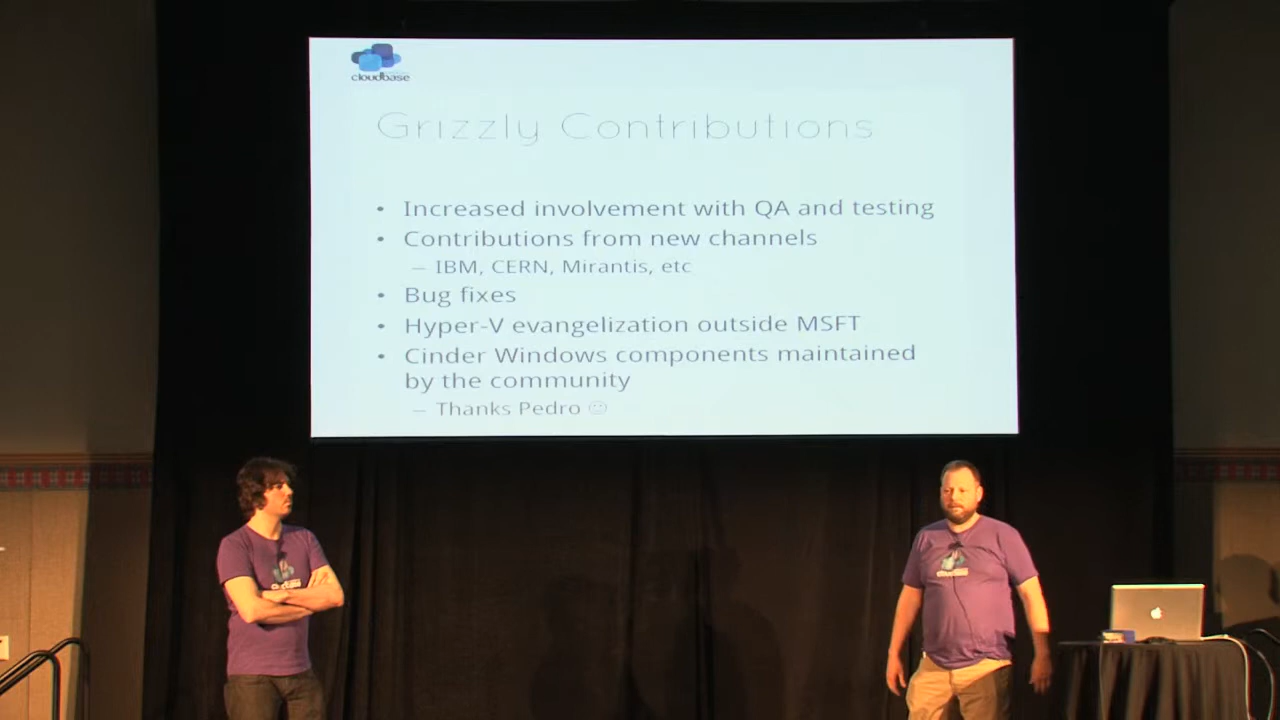 cloudbase
Grizzly Contributions
• Increased involvement with QA and testing
• Contributions from new channels
– IBM, CERN, Mirantis, etc
• Bug fixes
• Hyper-V evangelization outside MSFT
• Cinder Windows components maintained
by the community
– Thanks Pedro ☺